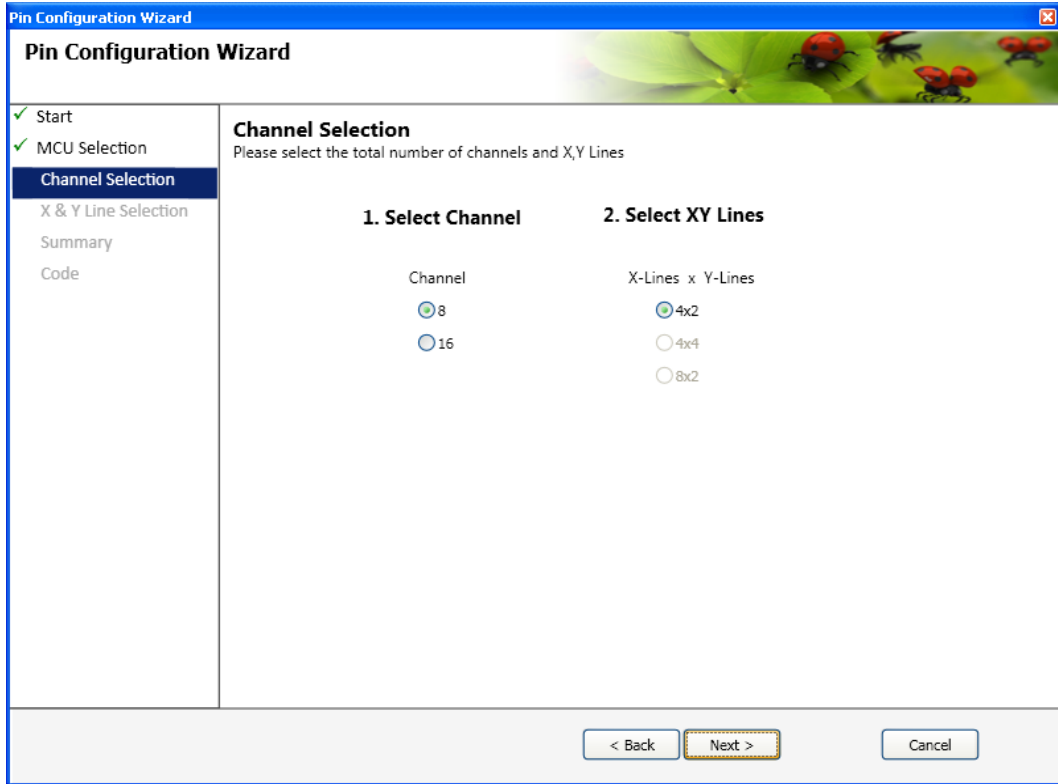 Pin Configuration Wizard
Pin Configuration Wizard
Start
MCU Selection
Channel Selection
X & Y Line Selection
Summary
Code
Channel Selection
Please select the total number of channels and X,Y Lines
1. Select Channel
2. Select XY Lines
Channel
X-Lines x Y-Lines
8
4x2
16
4x4
8x2
< Back
Next >
Cancel